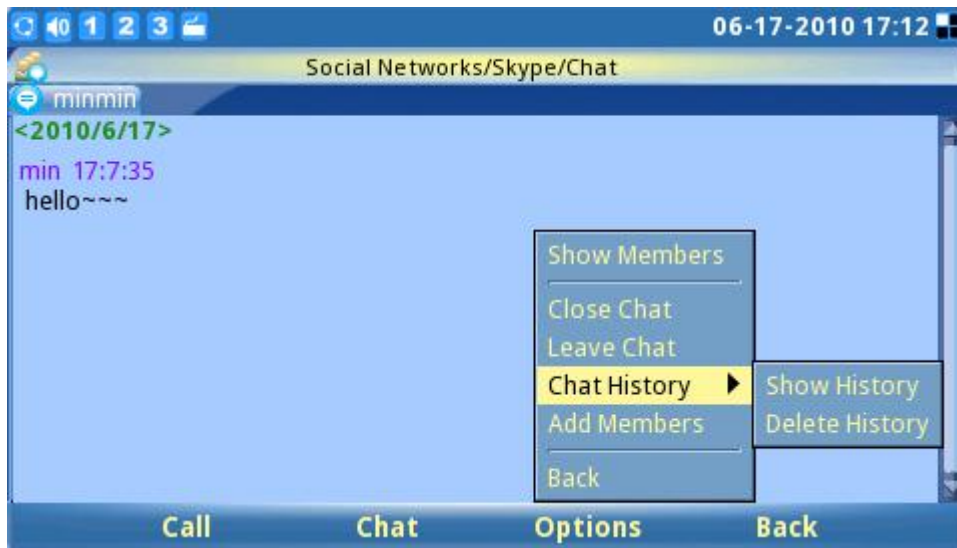 1 2 3 06-17-2010 17:12
Social Networks/Skype/Chat
minmin
<2010/6/17>
min 17:7:35
hello~~~
Show Members
Close Chat
Leave Chat
Chat History
Show History
Add Members
Delete History
Back
Call Chat Options Back